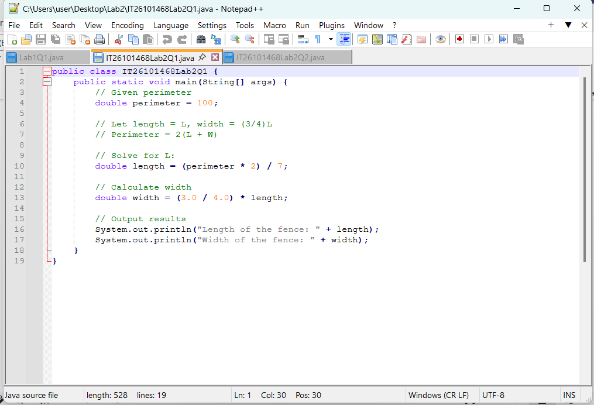 C:\Users\user\Desktop\Lab2\IT26101468Lab2Q1.java - Notepad++
File Edit Search View Encoding Language Settings Tools Macro Run Plugins Window ?
Lab1Q1.java IT26101468Lab2Q1.java IT26101468Lab2Q2.java
1 public class IT26101468Lab2Q1 {
2 public static void main(String[] args) {
3 // Given perimeter
4 double perimeter = 100;
5
6 // Let length = L, width = (3/4)L
7 // Perimeter = 2(L + W)
8
9 // Solve for L:
10 double length = (perimeter * 2) / 7;
11
12 // Calculate width
13 double width = (3.0 / 4.0) * length;
14
15 // Output results
16 System.out.println("Length of the fence: " + length);
17 System.out.println("Width of the fence: " + width);
18 }
19 }
Java source file length: 528 lines: 19 Ln: 1 Col: 30 Pos: 30 Windows (CR LF) UTF-8 INS